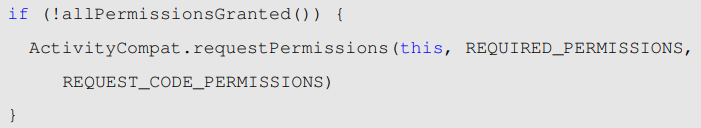 if (!allPermissionsGranted()) {
ActivityCompat.requestPermissions(this, REQUIRED_PERMISSIONS,
REQUEST_CODE_PERMISSIONS)
}